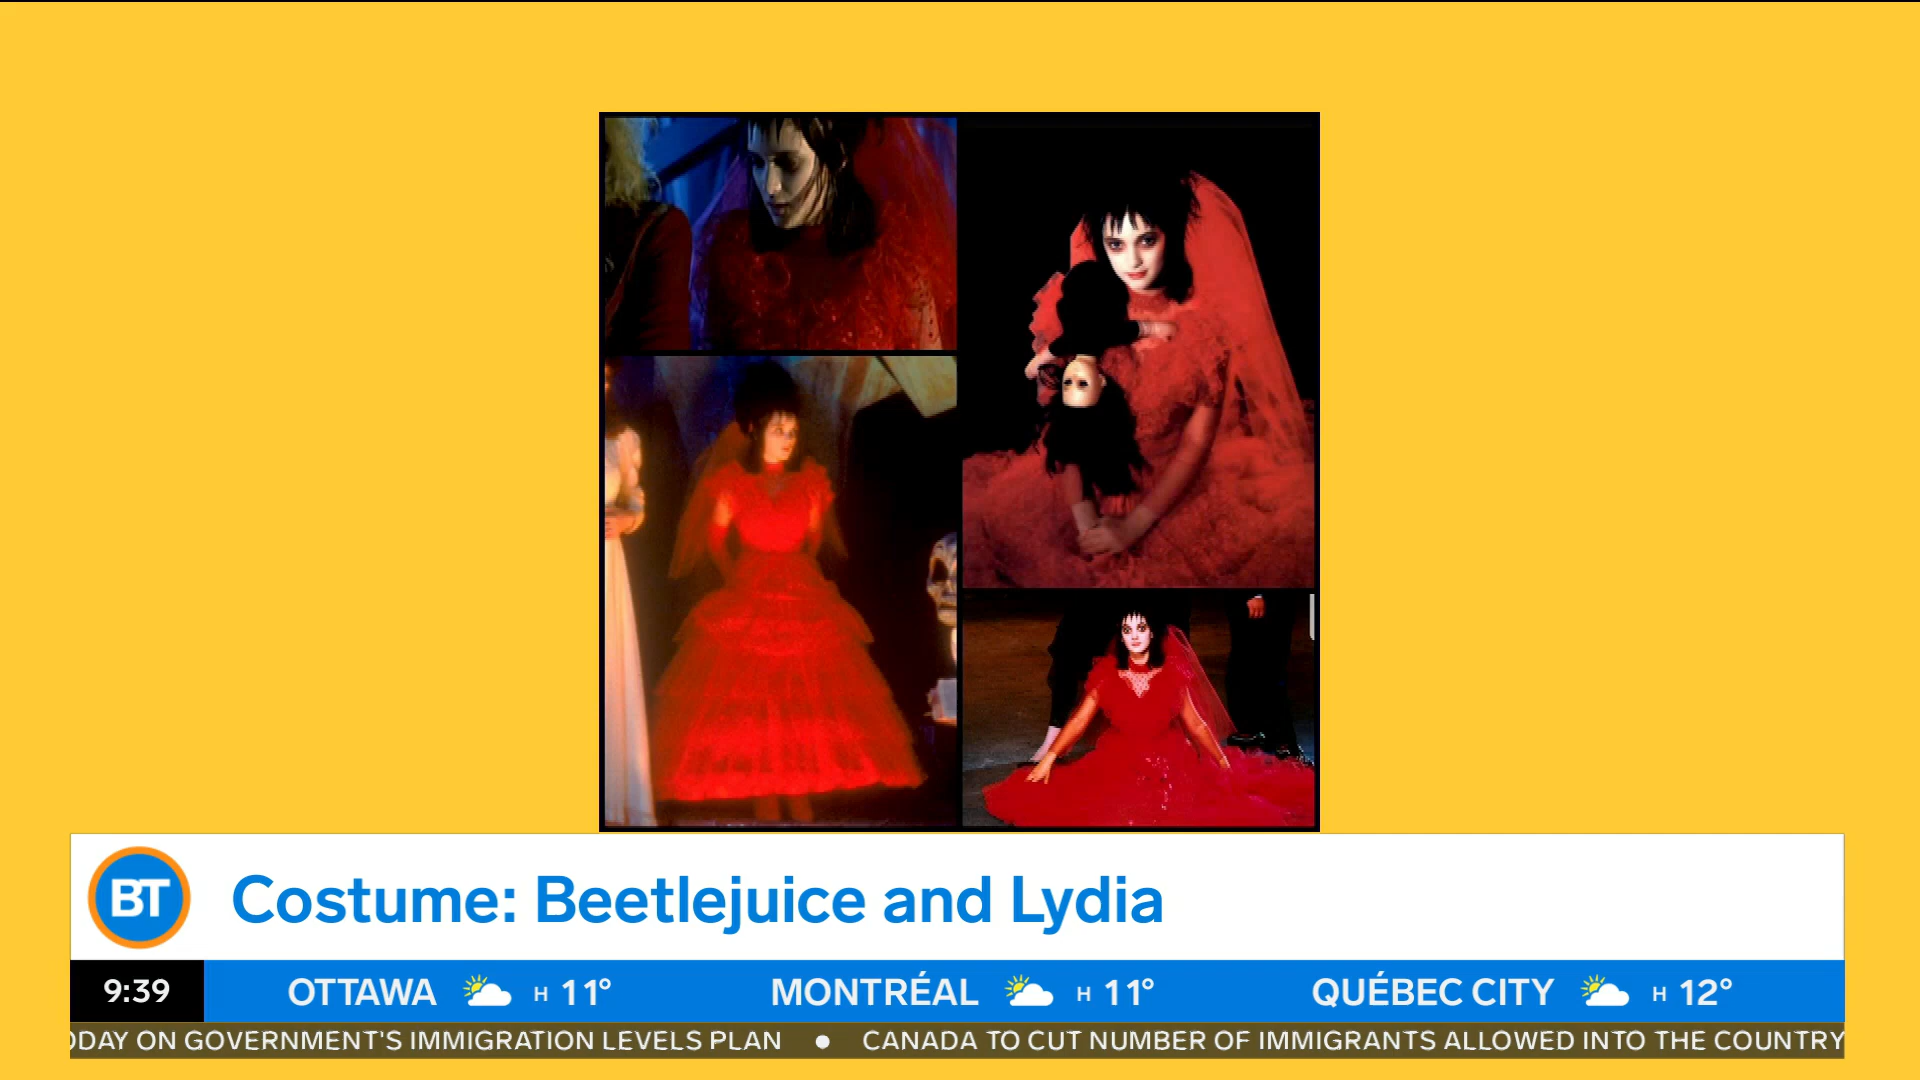 BT
Costume: Beetlejuice and Lydia
9:39 OTTAWA H 11° MONTRÉAL H 11° QUÉBEC CITY H 12°
ODAY ON GOVERNMENT'S IMMIGRATION LEVELS PLAN • CANADA TO CUT NUMBER OF IMMIGRANTS ALLOWED INTO THE COUNTRY